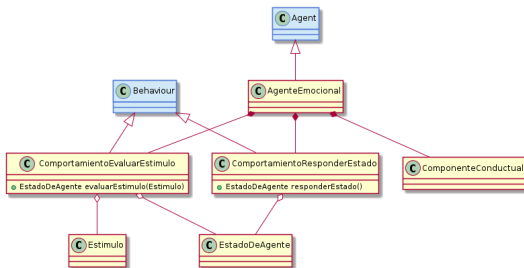 C Agent
C Behaviour
C AgenteEmocional
C ComportamientoEvaluarEstimulo
EstadoDeAgente evaluarEstimulo(Estimulo)
C ComportamientoResponderEstado
EstadoDeAgente responderEstado()
C ComponenteConductual
C Estimulo
C EstadoDeAgente